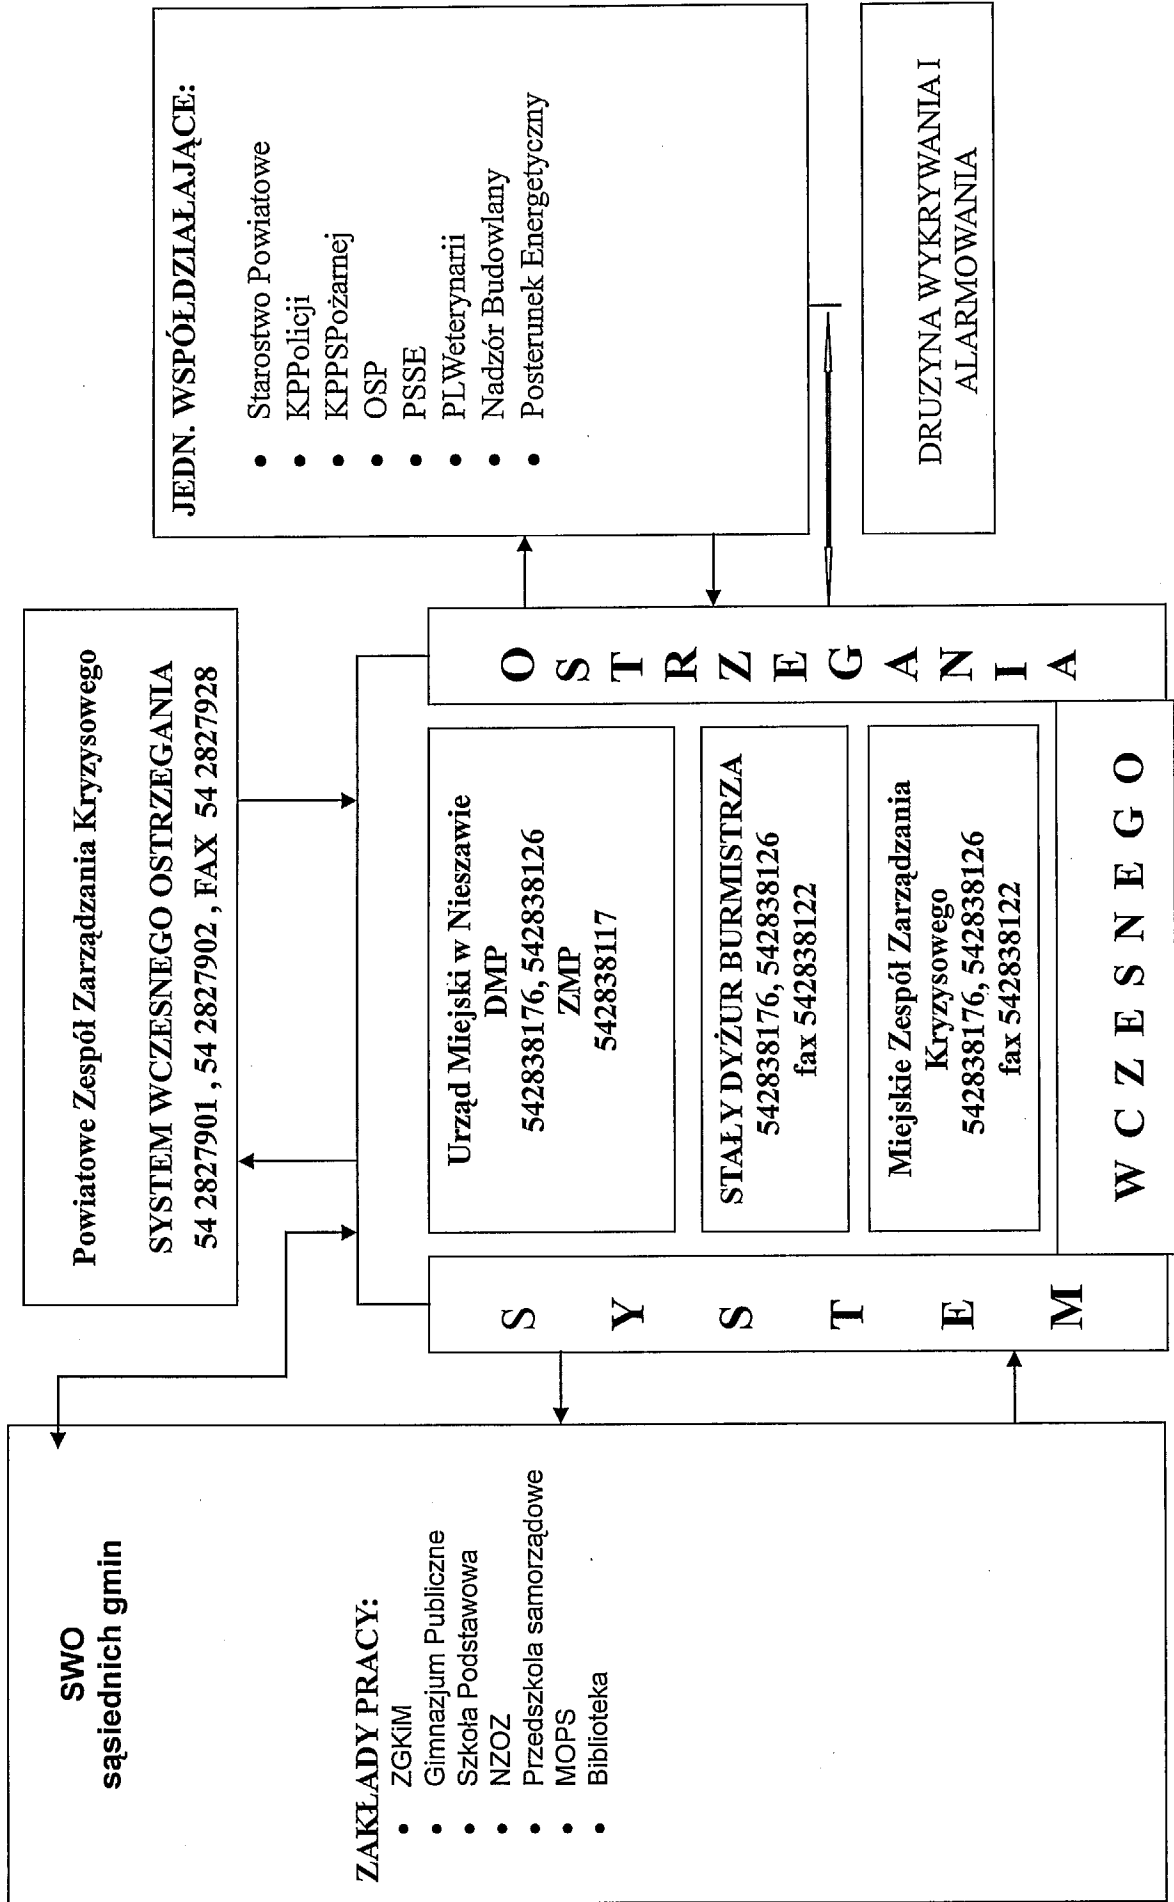 Powiatowe Zespół Zarządzania Kryzysowego
SYSTEM WCZESNEGO OSTRZEGANIA
54 2827901 , 54 2827902 , FAX 54 2827928
SWO
sąsiednich gmin
ZAKŁADY PRACY:
• ZGKiM
• Gimnazjum Publiczne
• Szkoła Podstawowa
• NZOZ
• Przedszkola samorządowe
• MOPS
• Biblioteka
S
Y
S
T
E
M
Urząd Miejski w Nieszawie
DMP
542838176, 542838126
ZMP
542838117
STAŁY DYŻUR BURMISTRZA
542838176, 542838126
fax 542838122
Miejskie Zespół Zarządzania
Kryzysowego
542838176, 542838126
fax 542838122
W C Z E S N E G O
O
S
T
R
Z
E
G
A
N
I
A
JEDN. WSPÓŁDZIAŁAJĄCE:
• Starostwo Powiatowe
• KPPolicji
• KPPSPożarnej
• OSP
• PSSE
• PLWeterynarii
• Nadzór Budowlany
• Posterunek Energetyczny
DRUZYNA WYKRYWANIA I
ALARMOWANIA